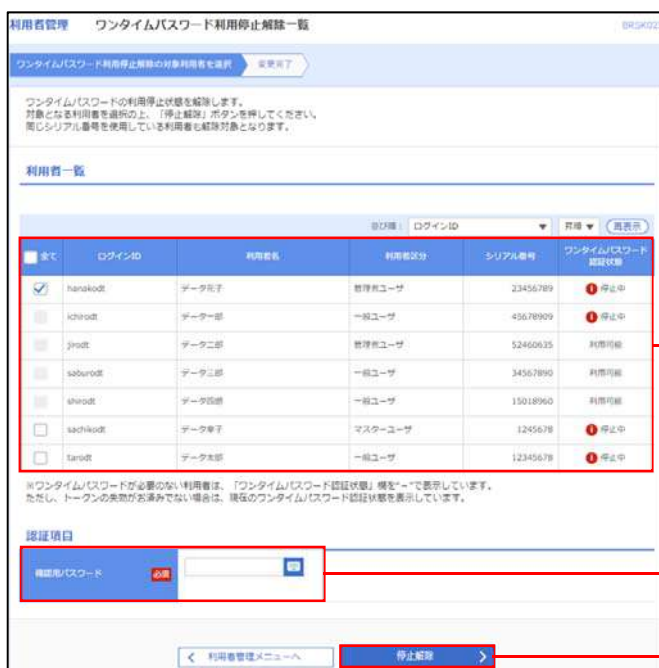 利用者管理 ワンタイムパスワード利用停止解除一覧 BRSK022
ワンタイムパスワード利用停止解除の対象利用者を選択 変更完了
ワンタイムパスワードの利用停止状態を解除します。
対象となる利用者を選択の上、「停止解除」ボタンを押してください。
同じシリアル番号を使用している利用者も解除対象となります。
利用者一覧
並び順： ログインID 昇順 再表示
全て ログインID 利用者名 利用者区分 シリアル番号 ワンタイムパスワード
認証状態
hanakodt データ花子 管理者ユーザ 23456789 停止中
ichirodt データ一郎 一般ユーザ 45678909 停止中
jirodt データ二郎 管理者ユーザ 52460635 利用可能
saburodt データ三郎 一般ユーザ 34567890 利用可能
shirodt データ四郎 一般ユーザ 15018960 利用可能
sachikodt データ幸子 マスターユーザ 1245678 停止中
tarodt データ太郎 一般ユーザ 12345678 停止中
※ワンタイムパスワードが必要のない利用者は、「ワンタイムパスワード認証状態」欄を"-"で表示しています。
ただし、トークンの失効がお済みでない場合は、現在のワンタイムパスワード認証状態を表示しています。
認証項目
確認用パスワード 必須
利用者管理メニューへ 停止解除